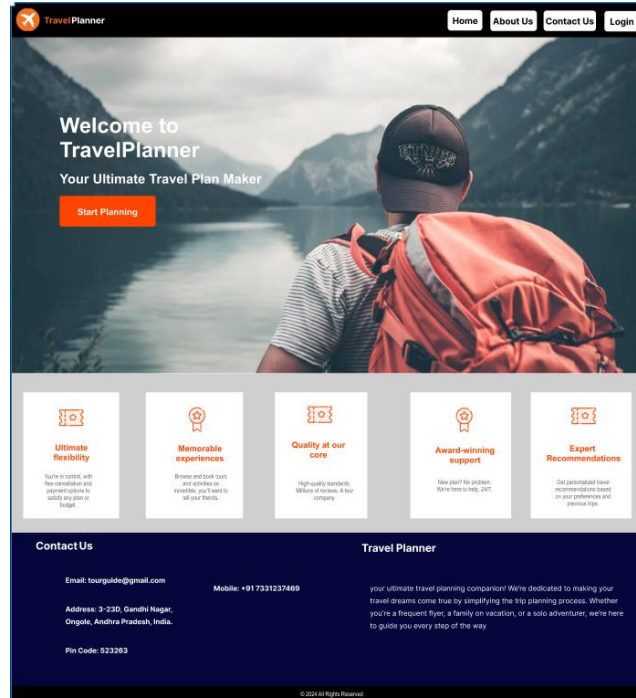 TravelPlanner
Home
About Us
Contact Us
Login
Welcome to
TravelPlanner
Your Ultimate Travel Plan Maker
Start Planning
Ultimate
flexibility
You're in control, with
free cancellation and
payment options to
satisfy any plan or
budget.
Memorable
experiences
Browse and book tours
and activities so
incredible, you'll want to
tell your friends.
Quality at our
core
High-quality standards.
Millions of reviews. A tour
company.
Award-winning
support
New plan? No problem.
We're here to help, 24/7.
Expert
Recommendations
Get personalized travel
recommendations based
on your preferences and
previous trips.
Contact Us
Email: tourguide@gmail.com
Mobile: +91 7331237469
Address: 3-23D, Gandhi Nagar,
Ongole, Andhra Pradesh, India.
Pin Code: 523263
Travel Planner
your ultimate travel planning companion! We're dedicated to making your
travel dreams come true by simplifying the trip planning process. Whether
you're a frequent flyer, a family on vacation, or a solo adventurer, we're here
to guide you every step of the way
© 2024 All Rights Reserved